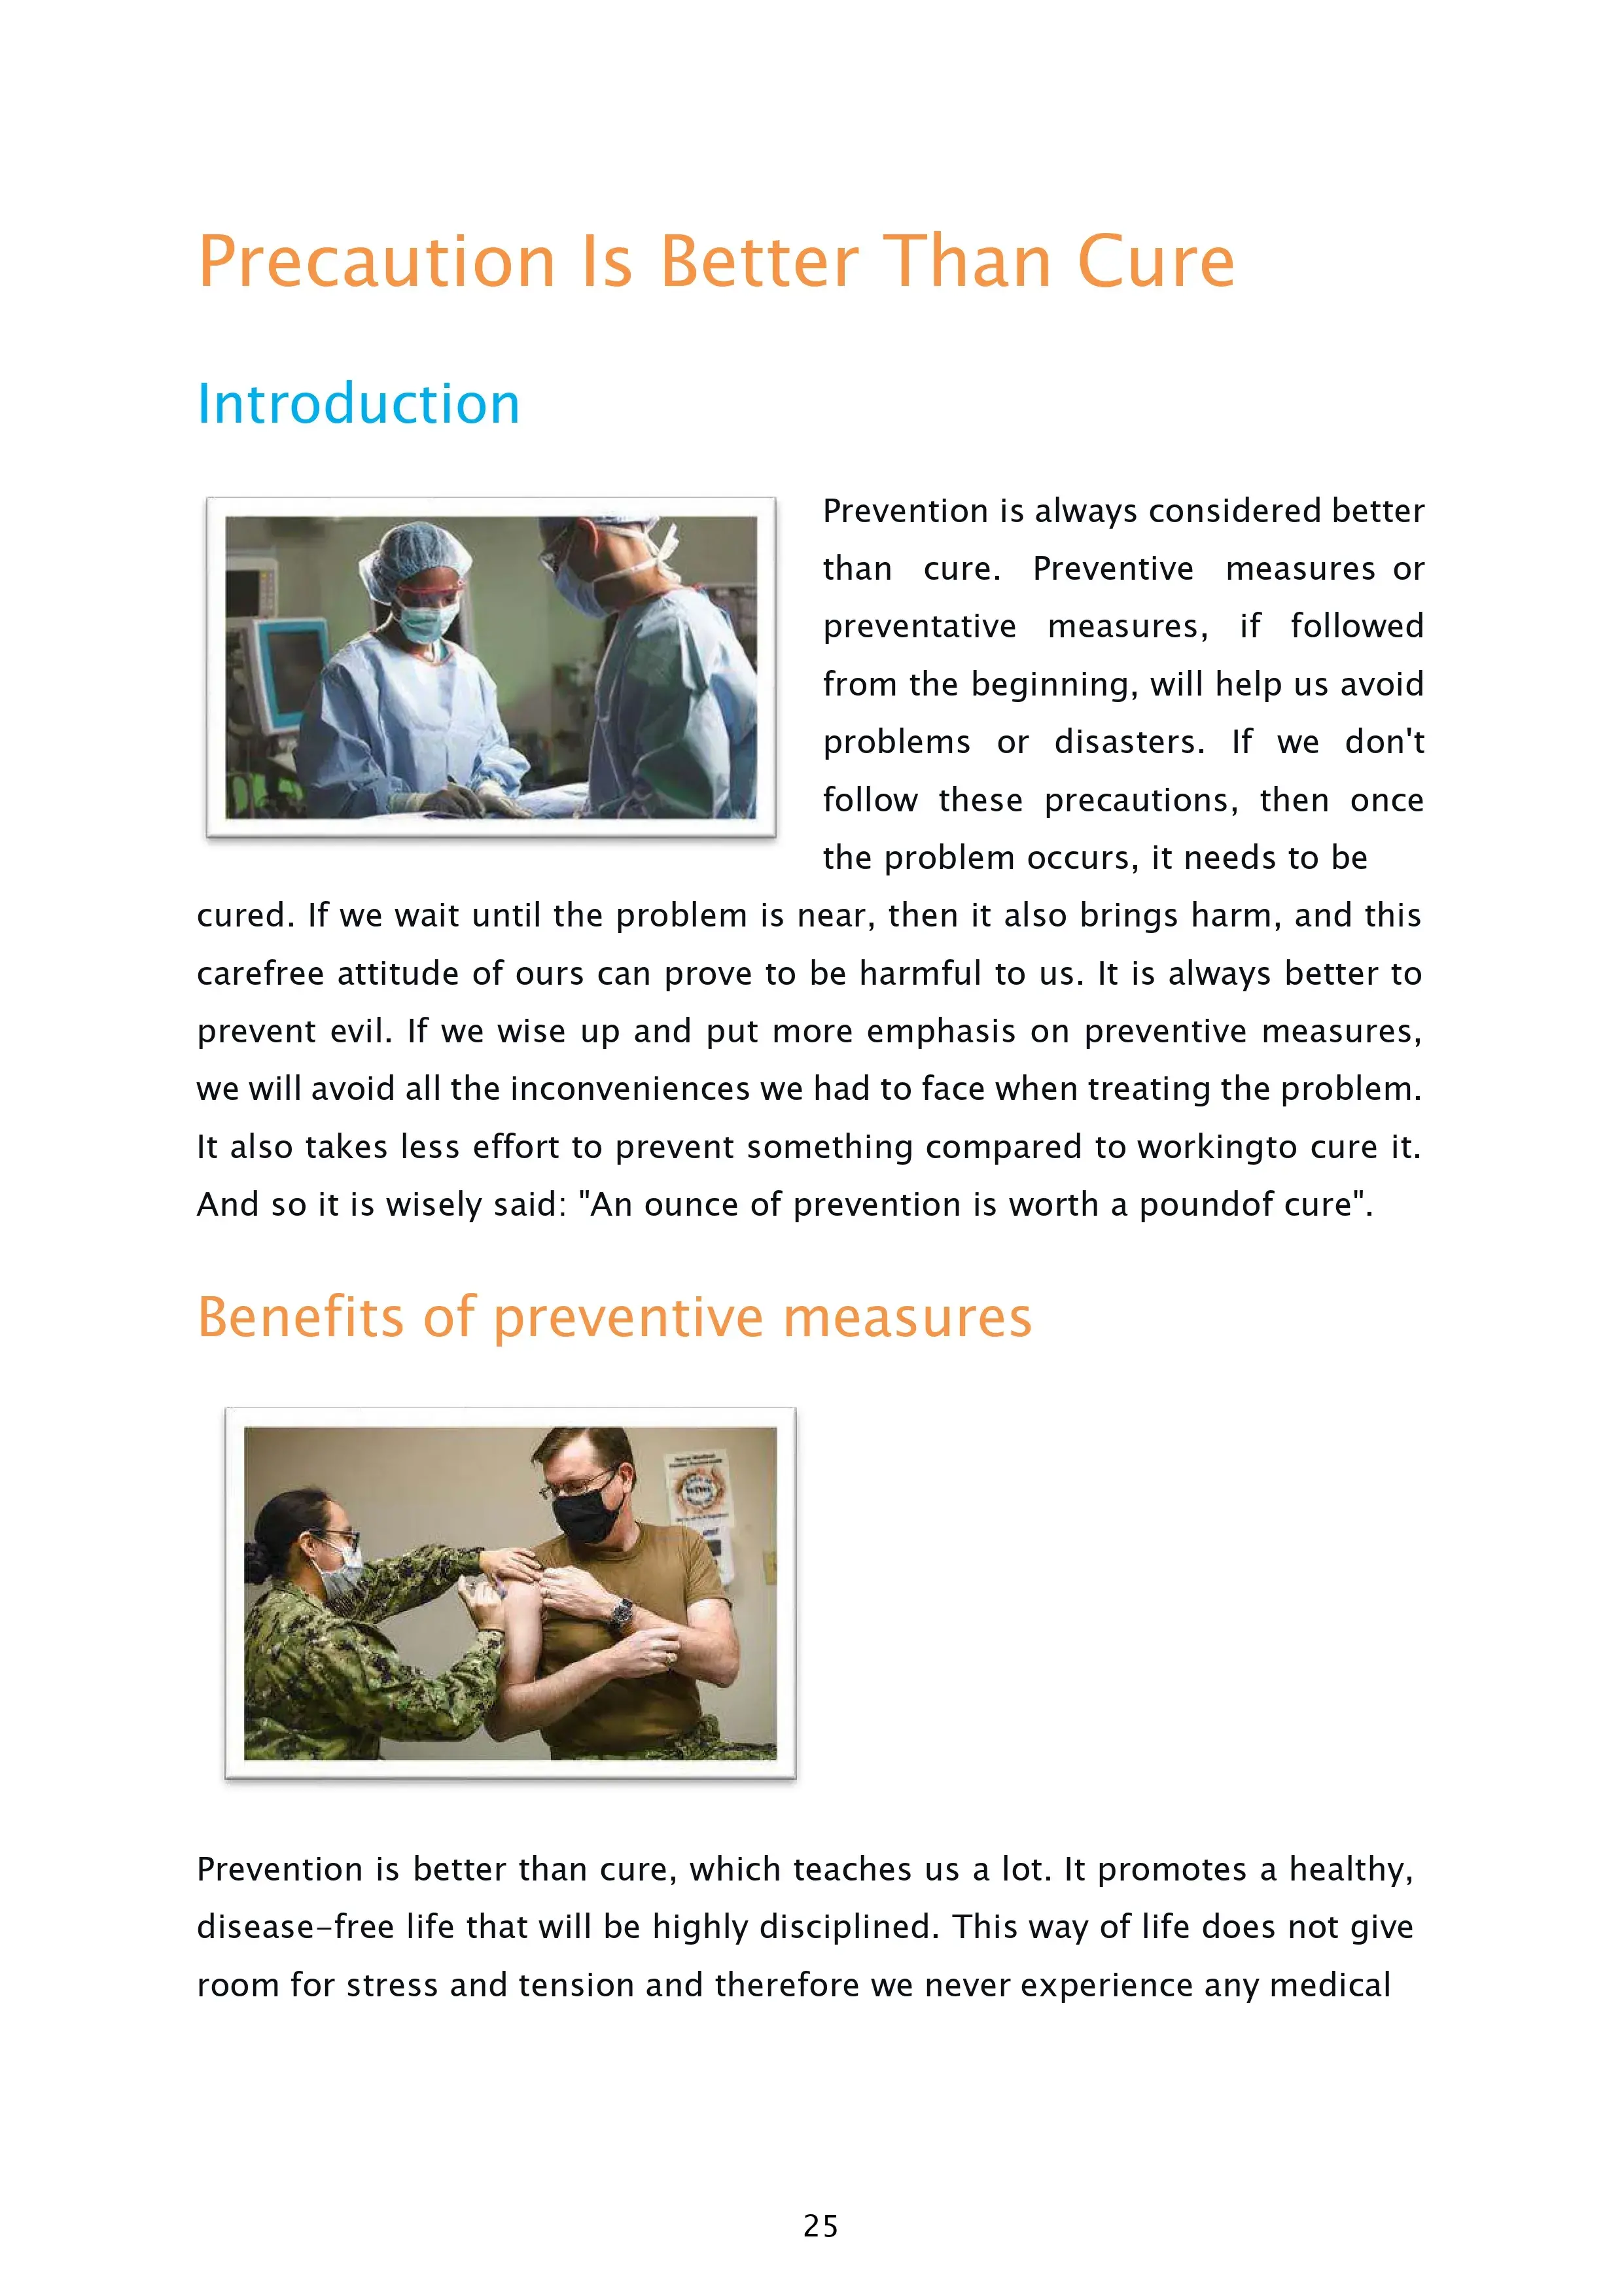 Precaution Is Better Than Cure
Introduction
Prevention is always considered better
than cure. Preventive measures or
preventative measures, if followed
from the beginning, will help us avoid
problems or disasters. If we don't
follow these precautions, then once
the problem occurs, it needs to be
cured. If we wait until the problem is near, then it also brings harm, and this
carefree attitude of ours can prove to be harmful to us. It is always better to
prevent evil. If we wise up and put more emphasis on preventive measures,
we will avoid all the inconveniences we had to face when treating the problem.
It also takes less effort to prevent something compared to workingto cure it.
And so it is wisely said: "An ounce of prevention is worth a poundof cure".
Benefits of preventive measures
Prevention is better than cure, which teaches us a lot. It promotes a healthy,
disease-free life that will be highly disciplined. This way of life does not give
room for stress and tension and therefore we never experience any medical
25